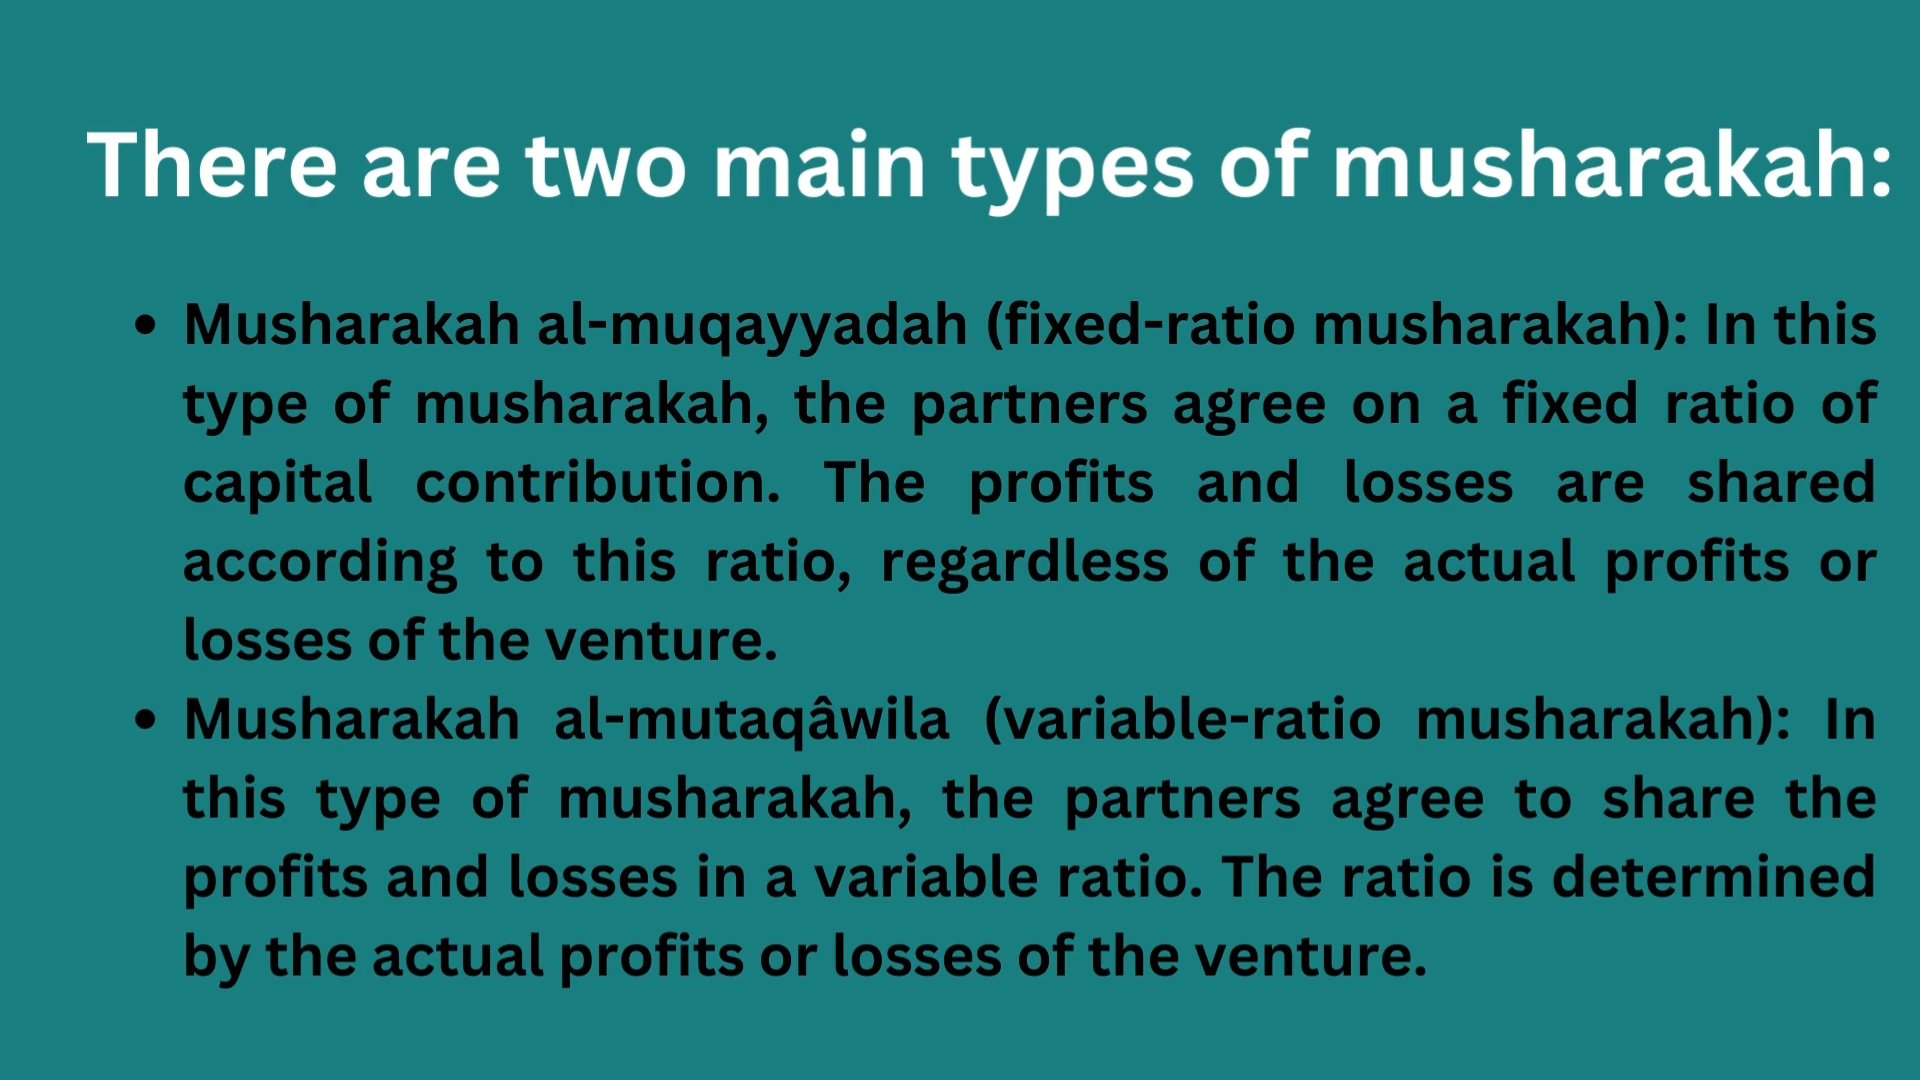 There are two main types of musharakah:
• Musharakah al-muqayyadah (fixed-ratio musharakah): In this
type of musharakah, the partners agree on a fixed ratio of
capital contribution. The profits and losses are shared
according to this ratio, regardless of the actual profits or
losses of the venture.
• Musharakah al-mutaqâwila (variable-ratio musharakah): In
this type of musharakah, the partners agree to share the
profits and losses in a variable ratio. The ratio is determined
by the actual profits or losses of the venture.